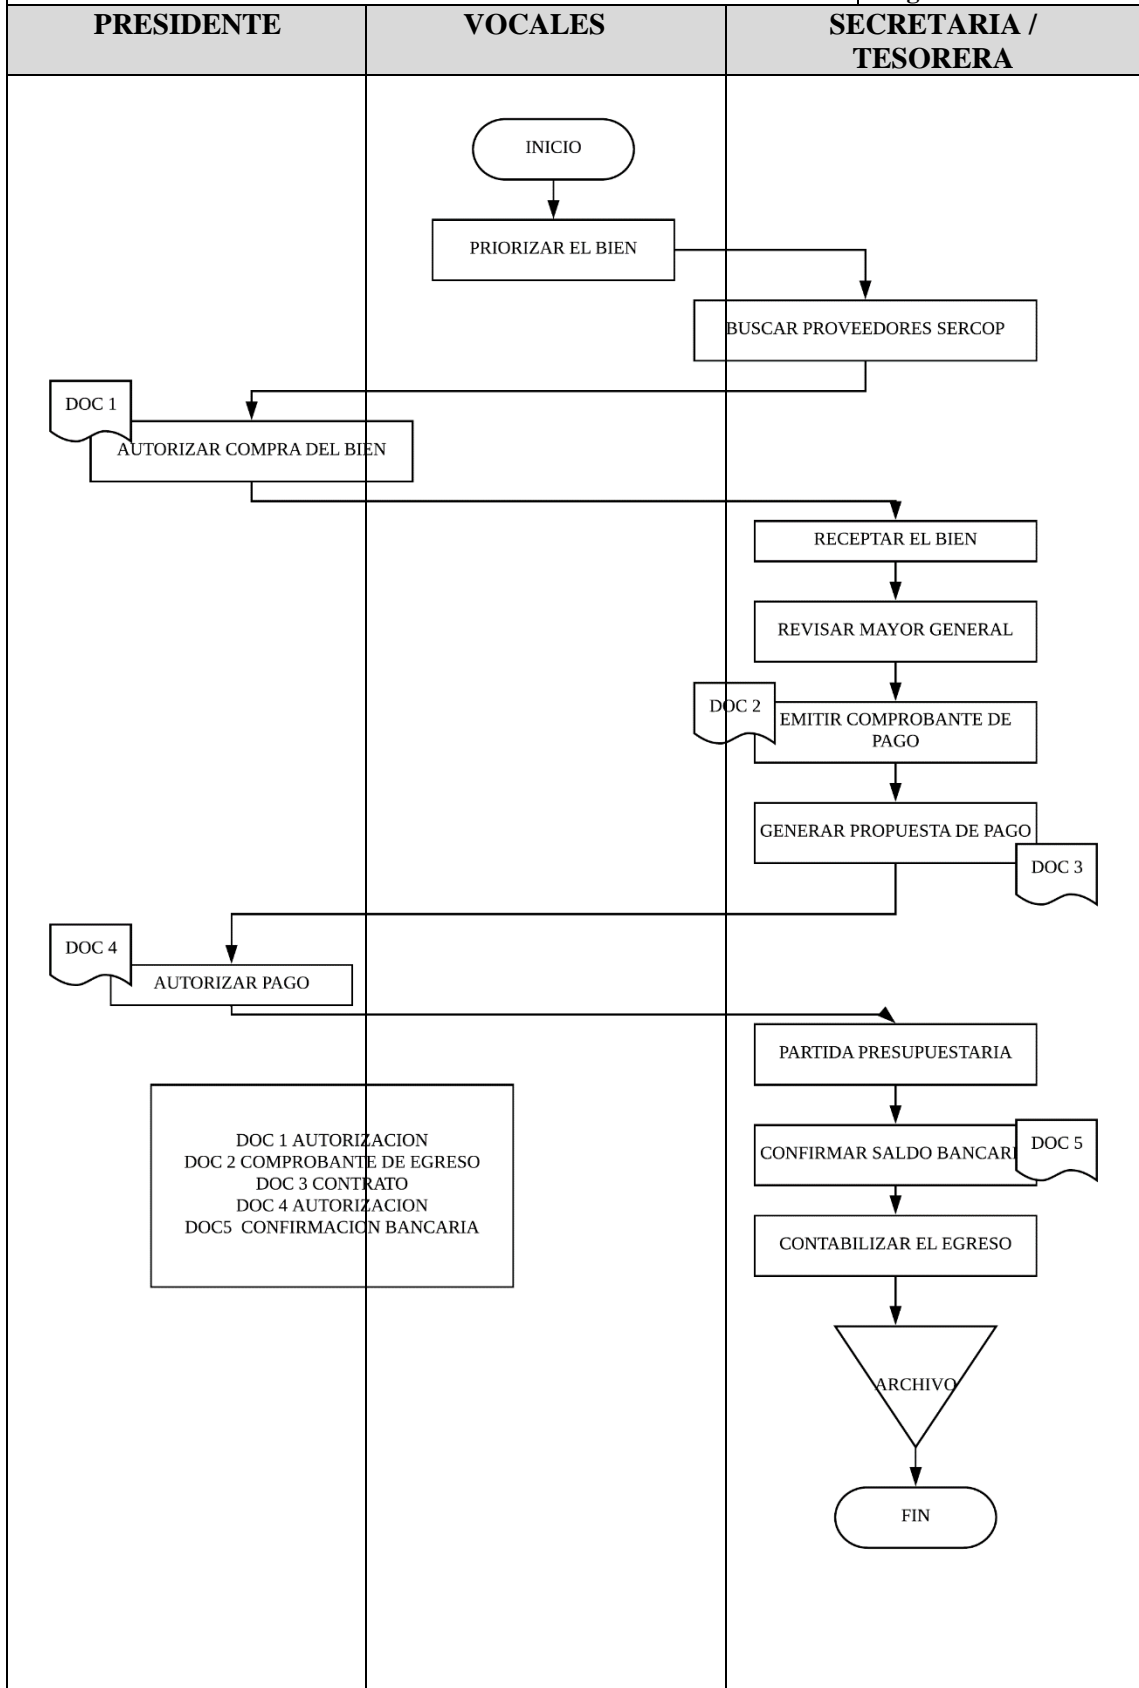 PRESIDENTE
VOCALES
SECRETARIA /
TESORERA
INICIO
PRIORIZAR EL BIEN
BUSCAR PROVEEDORES SERCOP
DOC 1
AUTORIZAR COMPRA DEL BIEN
RECEPTAR EL BIEN
REVISAR MAYOR GENERAL
DOC 2
EMITIR COMPROBANTE DE
PAGO
GENERAR PROPUESTA DE PAGO
DOC 3
DOC 4
AUTORIZAR PAGO
PARTIDA PRESUPUESTARIA
DOC 1 AUTORIZACION
DOC 2 COMPROBANTE DE EGRESO
DOC 3 CONTRATO
DOC 4 AUTORIZACION
DOC5  CONFIRMACION BANCARIA
CONFIRMAR SALDO BANCARI
DOC 5
CONTABILIZAR EL EGRESO
ARCHIVO
FIN